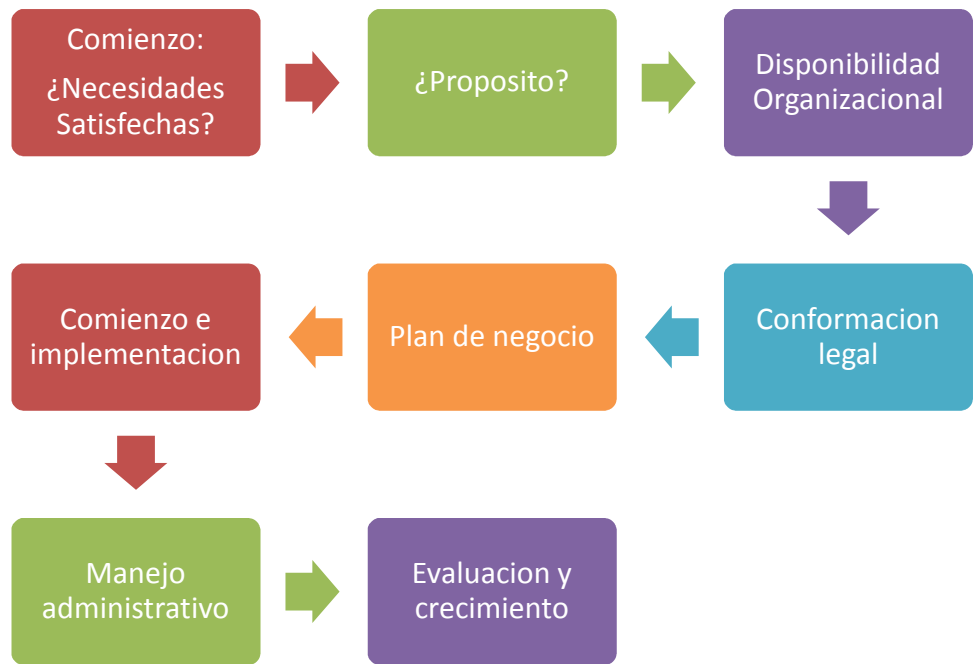 Comienzo:
¿Necesidades
Satisfechas?
¿Proposito?
Disponibilidad
Organizacional
Conformacion
legal
Plan de negocio
Comienzo e
implementacion
Manejo
administrativo
Evaluacion y
crecimiento